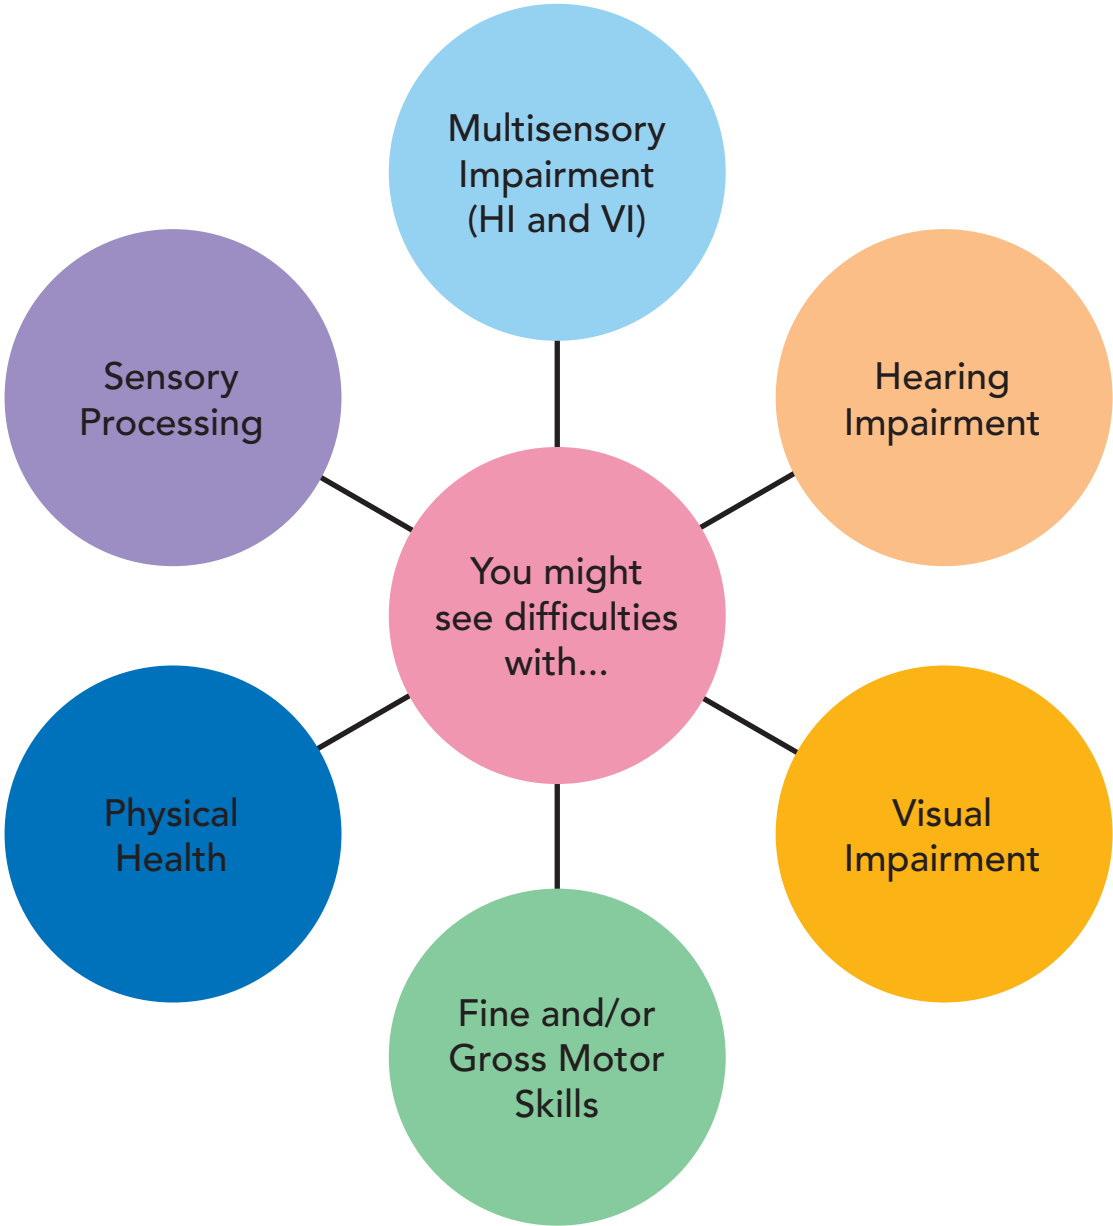 Multisensory
Impairment
(HI and VI)
Sensory
Processing
Hearing
Impairment
You might
see difficulties
with...
Physical
Health
Visual
Impairment
Fine and/or
Gross Motor
Skills